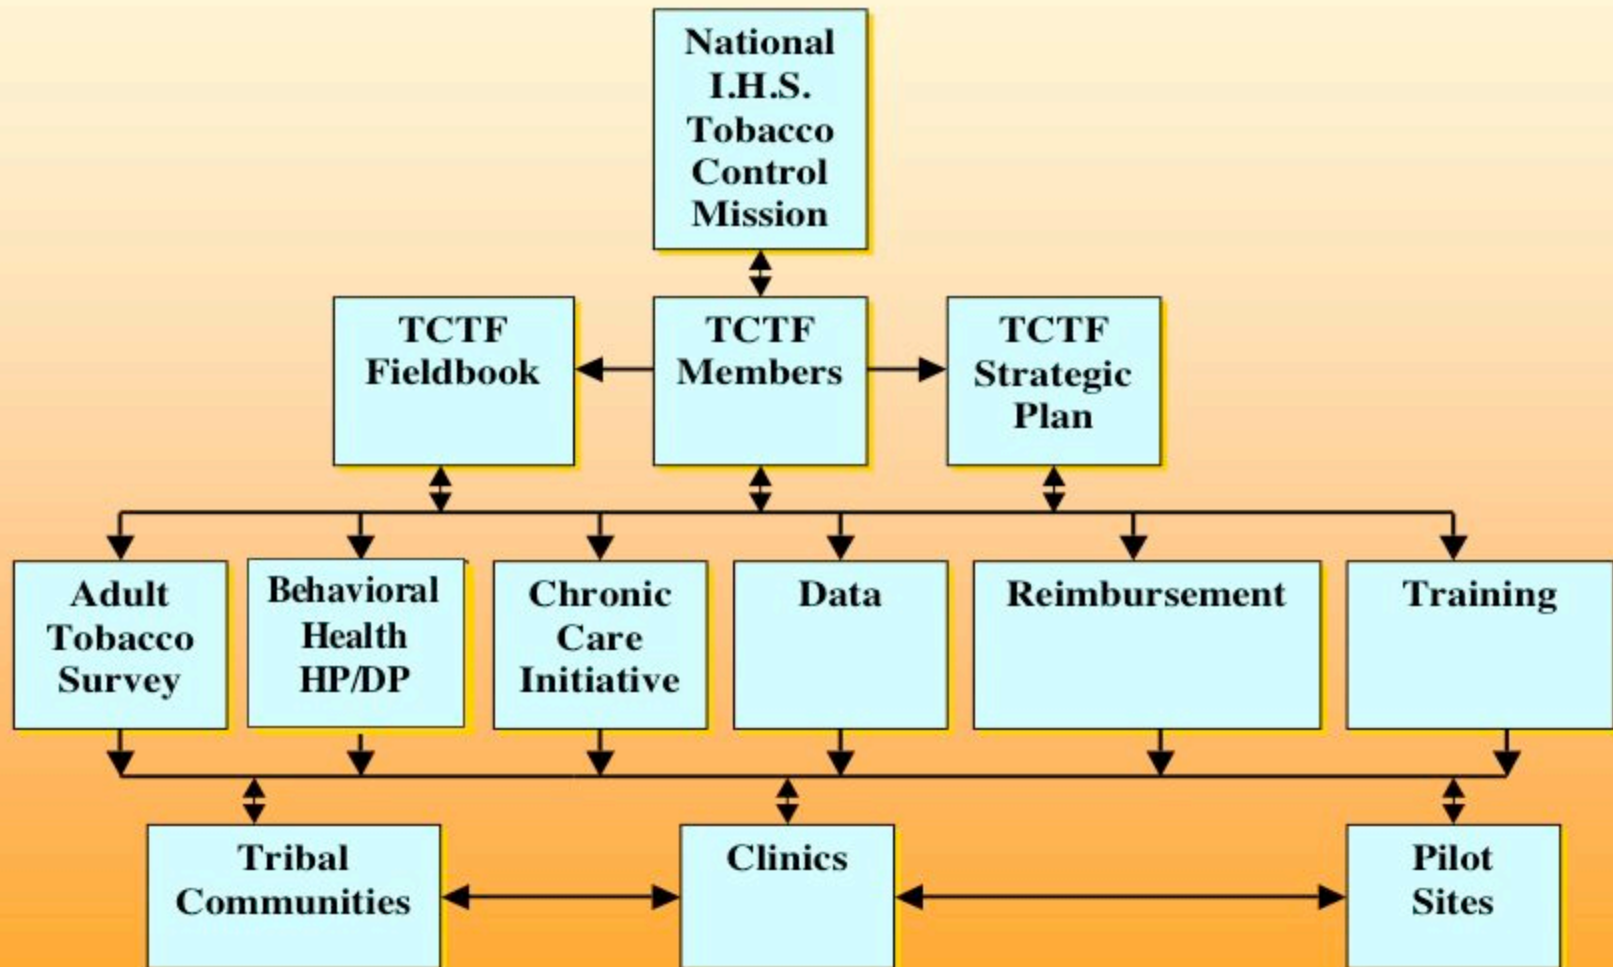 National
I.H.S.
Tobacco
Control
Mission
TCTF
Fieldbook
TCTF
Members
TCTF
Strategic
Plan
Adult
Tobacco
Survey
Behavioral
Health
HP/DP
Chronic
Care
Initiative
Data
Reimbursement
Training
Tribal
Communities
Clinics
Pilot
Sites